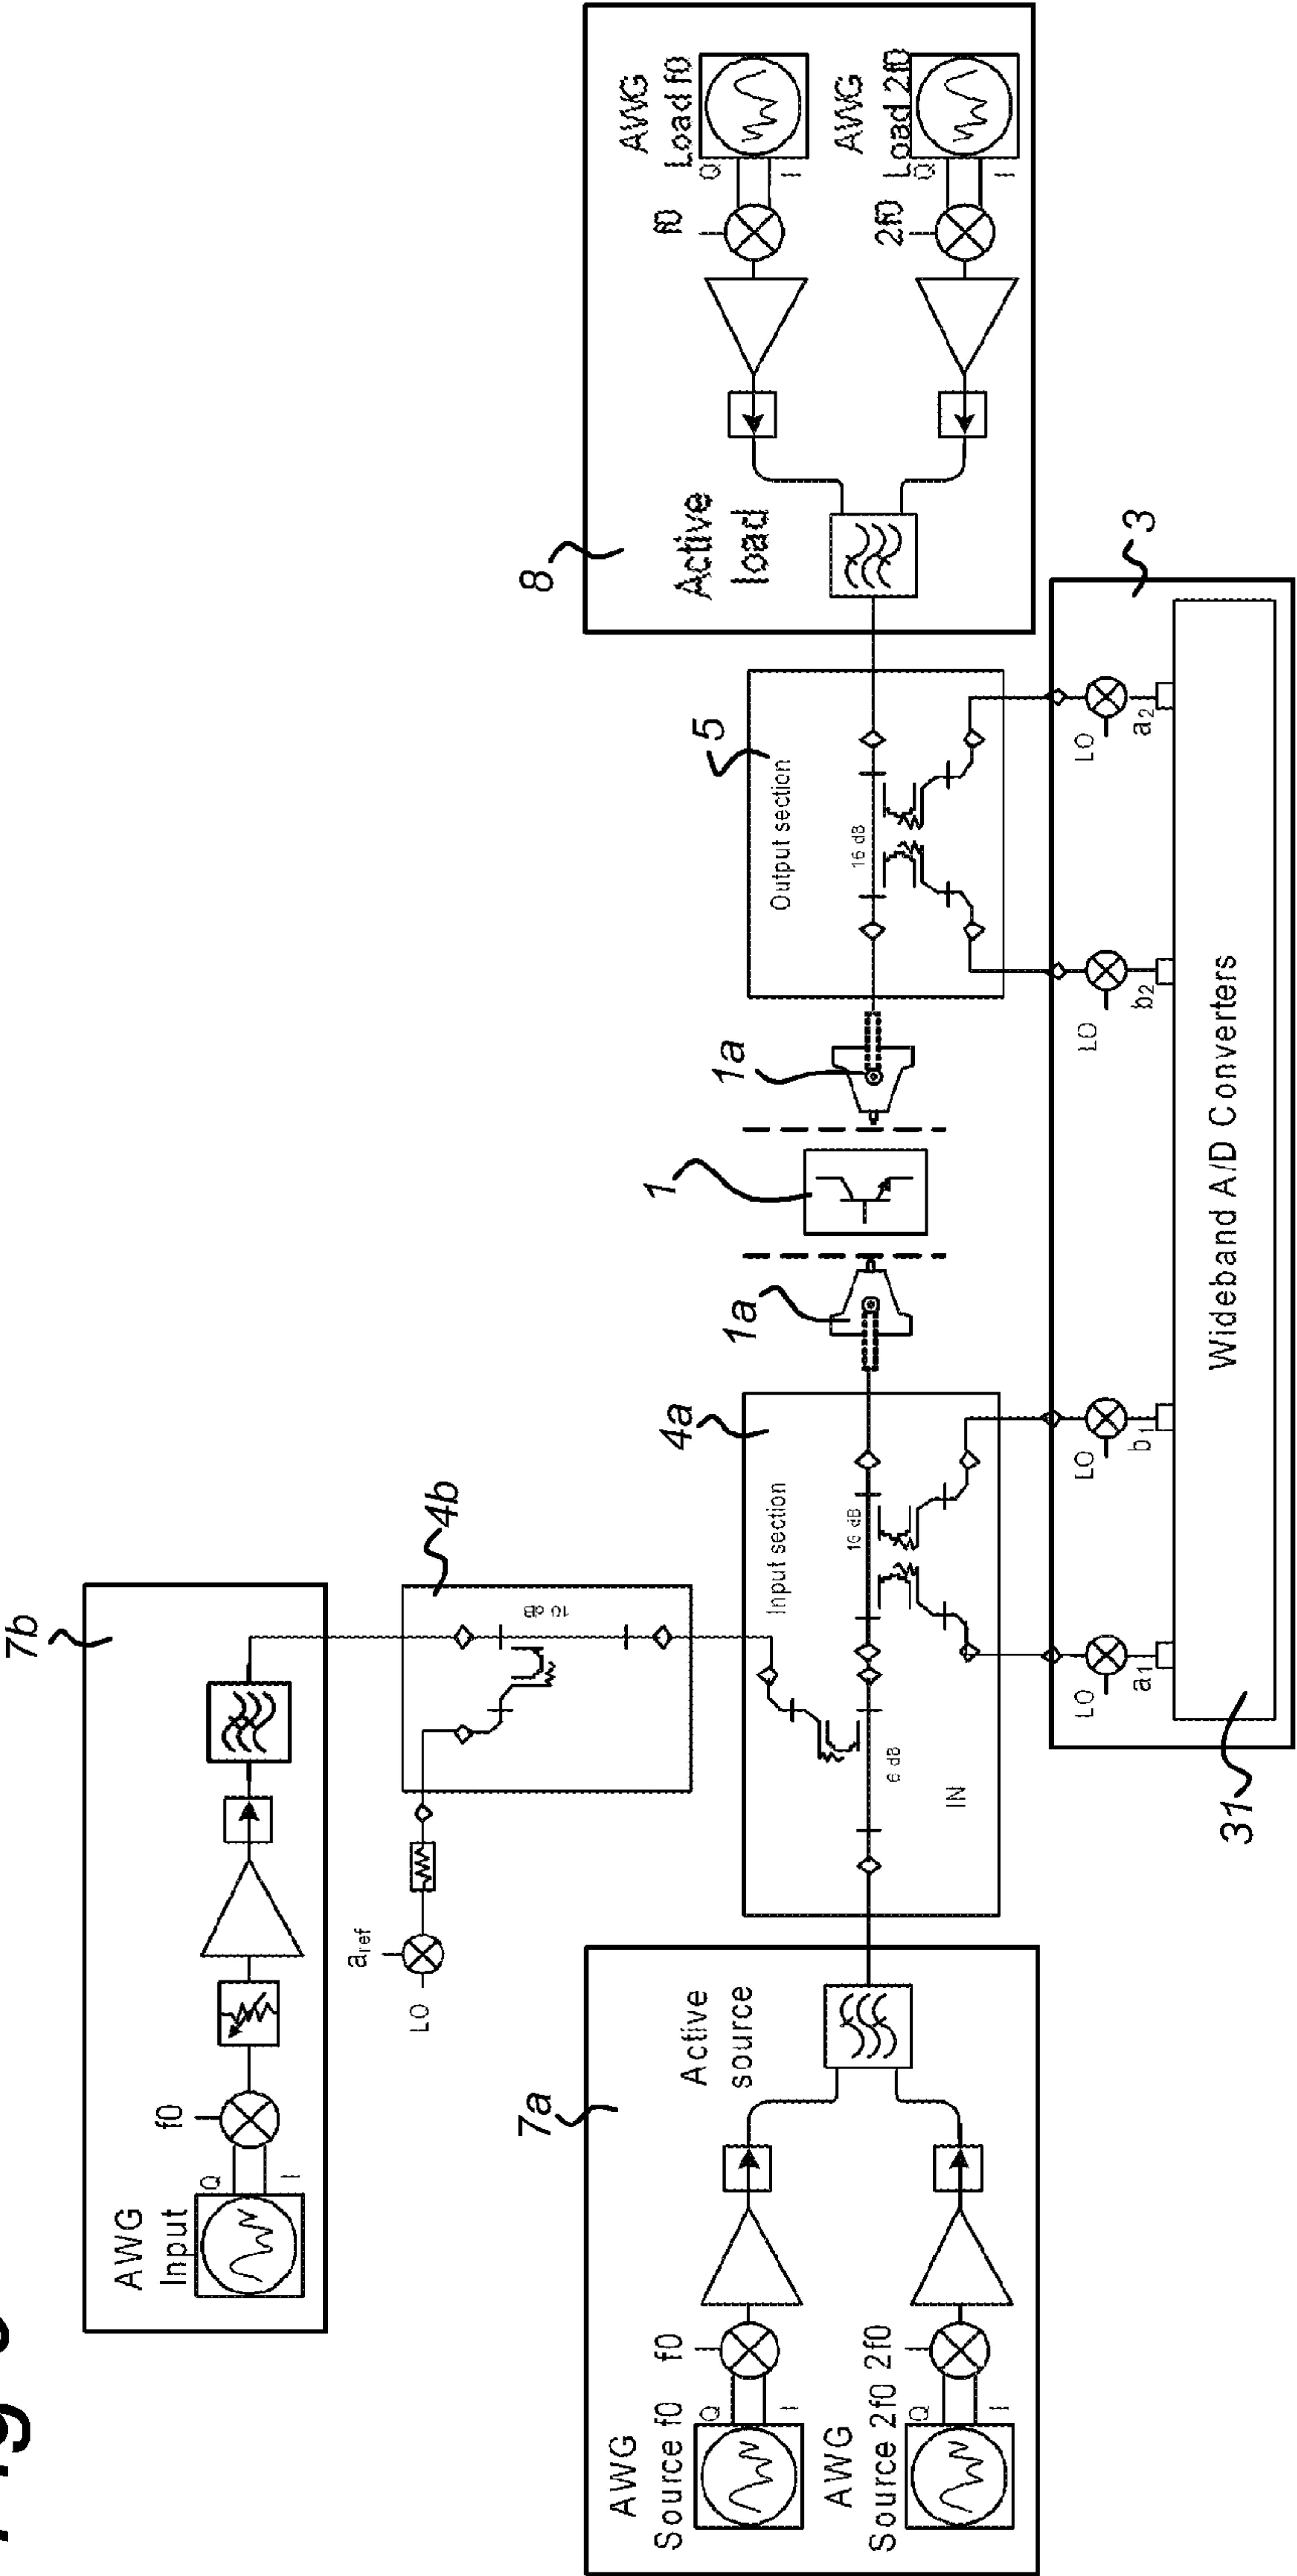 7b
AWG
Input
Q
I
f0
4b
10 dB
a_ref
LO
7a
Active
source
AWG
Source f0
Q
I
f0
AWG
Source 2f0
Q
I
2f0
4a
Input section
16 dB
6 dB
IN
1a
1
1a
5
Output section
16 dB
8
Active
load
AWG
Load f0
Q
I
f0
AWG
Load 2f0
Q
I
2f0
3
LO
a1
LO
b1
LO
b2
LO
a2
Wideband A/D Converters
31